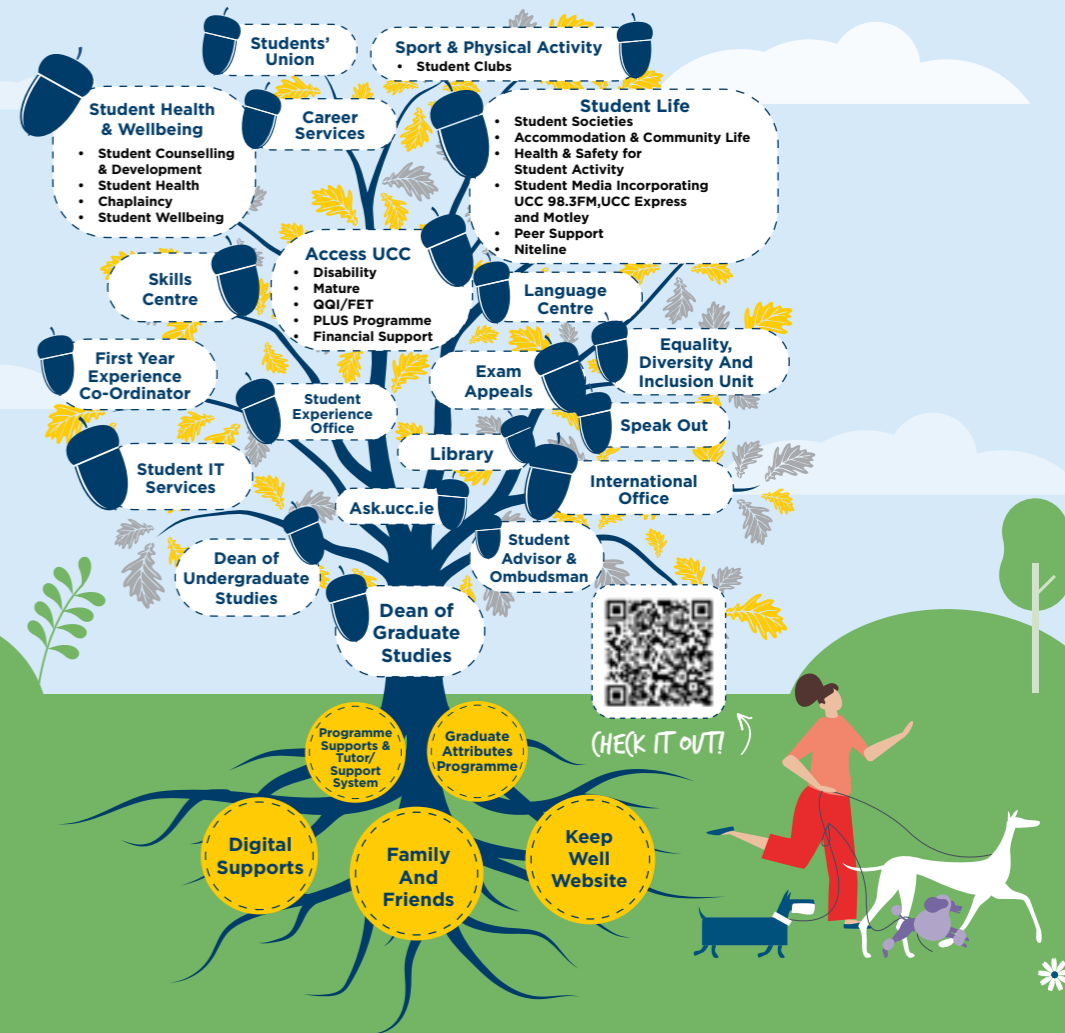 Students'
Union
Sport & Physical Activity
• Student Clubs
Student Health
& Wellbeing
• Student Counselling
& Development
• Student Health
• Chaplaincy
• Student Wellbeing
Career
Services
Student Life
• Student Societies
• Accommodation & Community Life
• Health & Safety for
Student Activity
• Student Media Incorporating
UCC 98.3FM,UCC Express
and Motley
• Peer Support
• Niteline
Access UCC
• Disability
• Mature
• QQI/FET
• PLUS Programme
• Financial Support
Skills
Centre
Language
Centre
First Year
Experience
Co-Ordinator
Exam
Appeals
Equality,
Diversity And
Inclusion Unit
Student
Experience
Office
Speak Out
Library
Student IT
Services
International
Office
Ask.ucc.ie
Dean of
Undergraduate
Studies
Student
Advisor &
Ombudsman
Dean of
Graduate
Studies
CHECK IT OUT!
Programme
Supports &
Tutor/
Support
System
Graduate
Attributes
Programme
Digital
Supports
Family
And
Friends
Keep
Well
Website